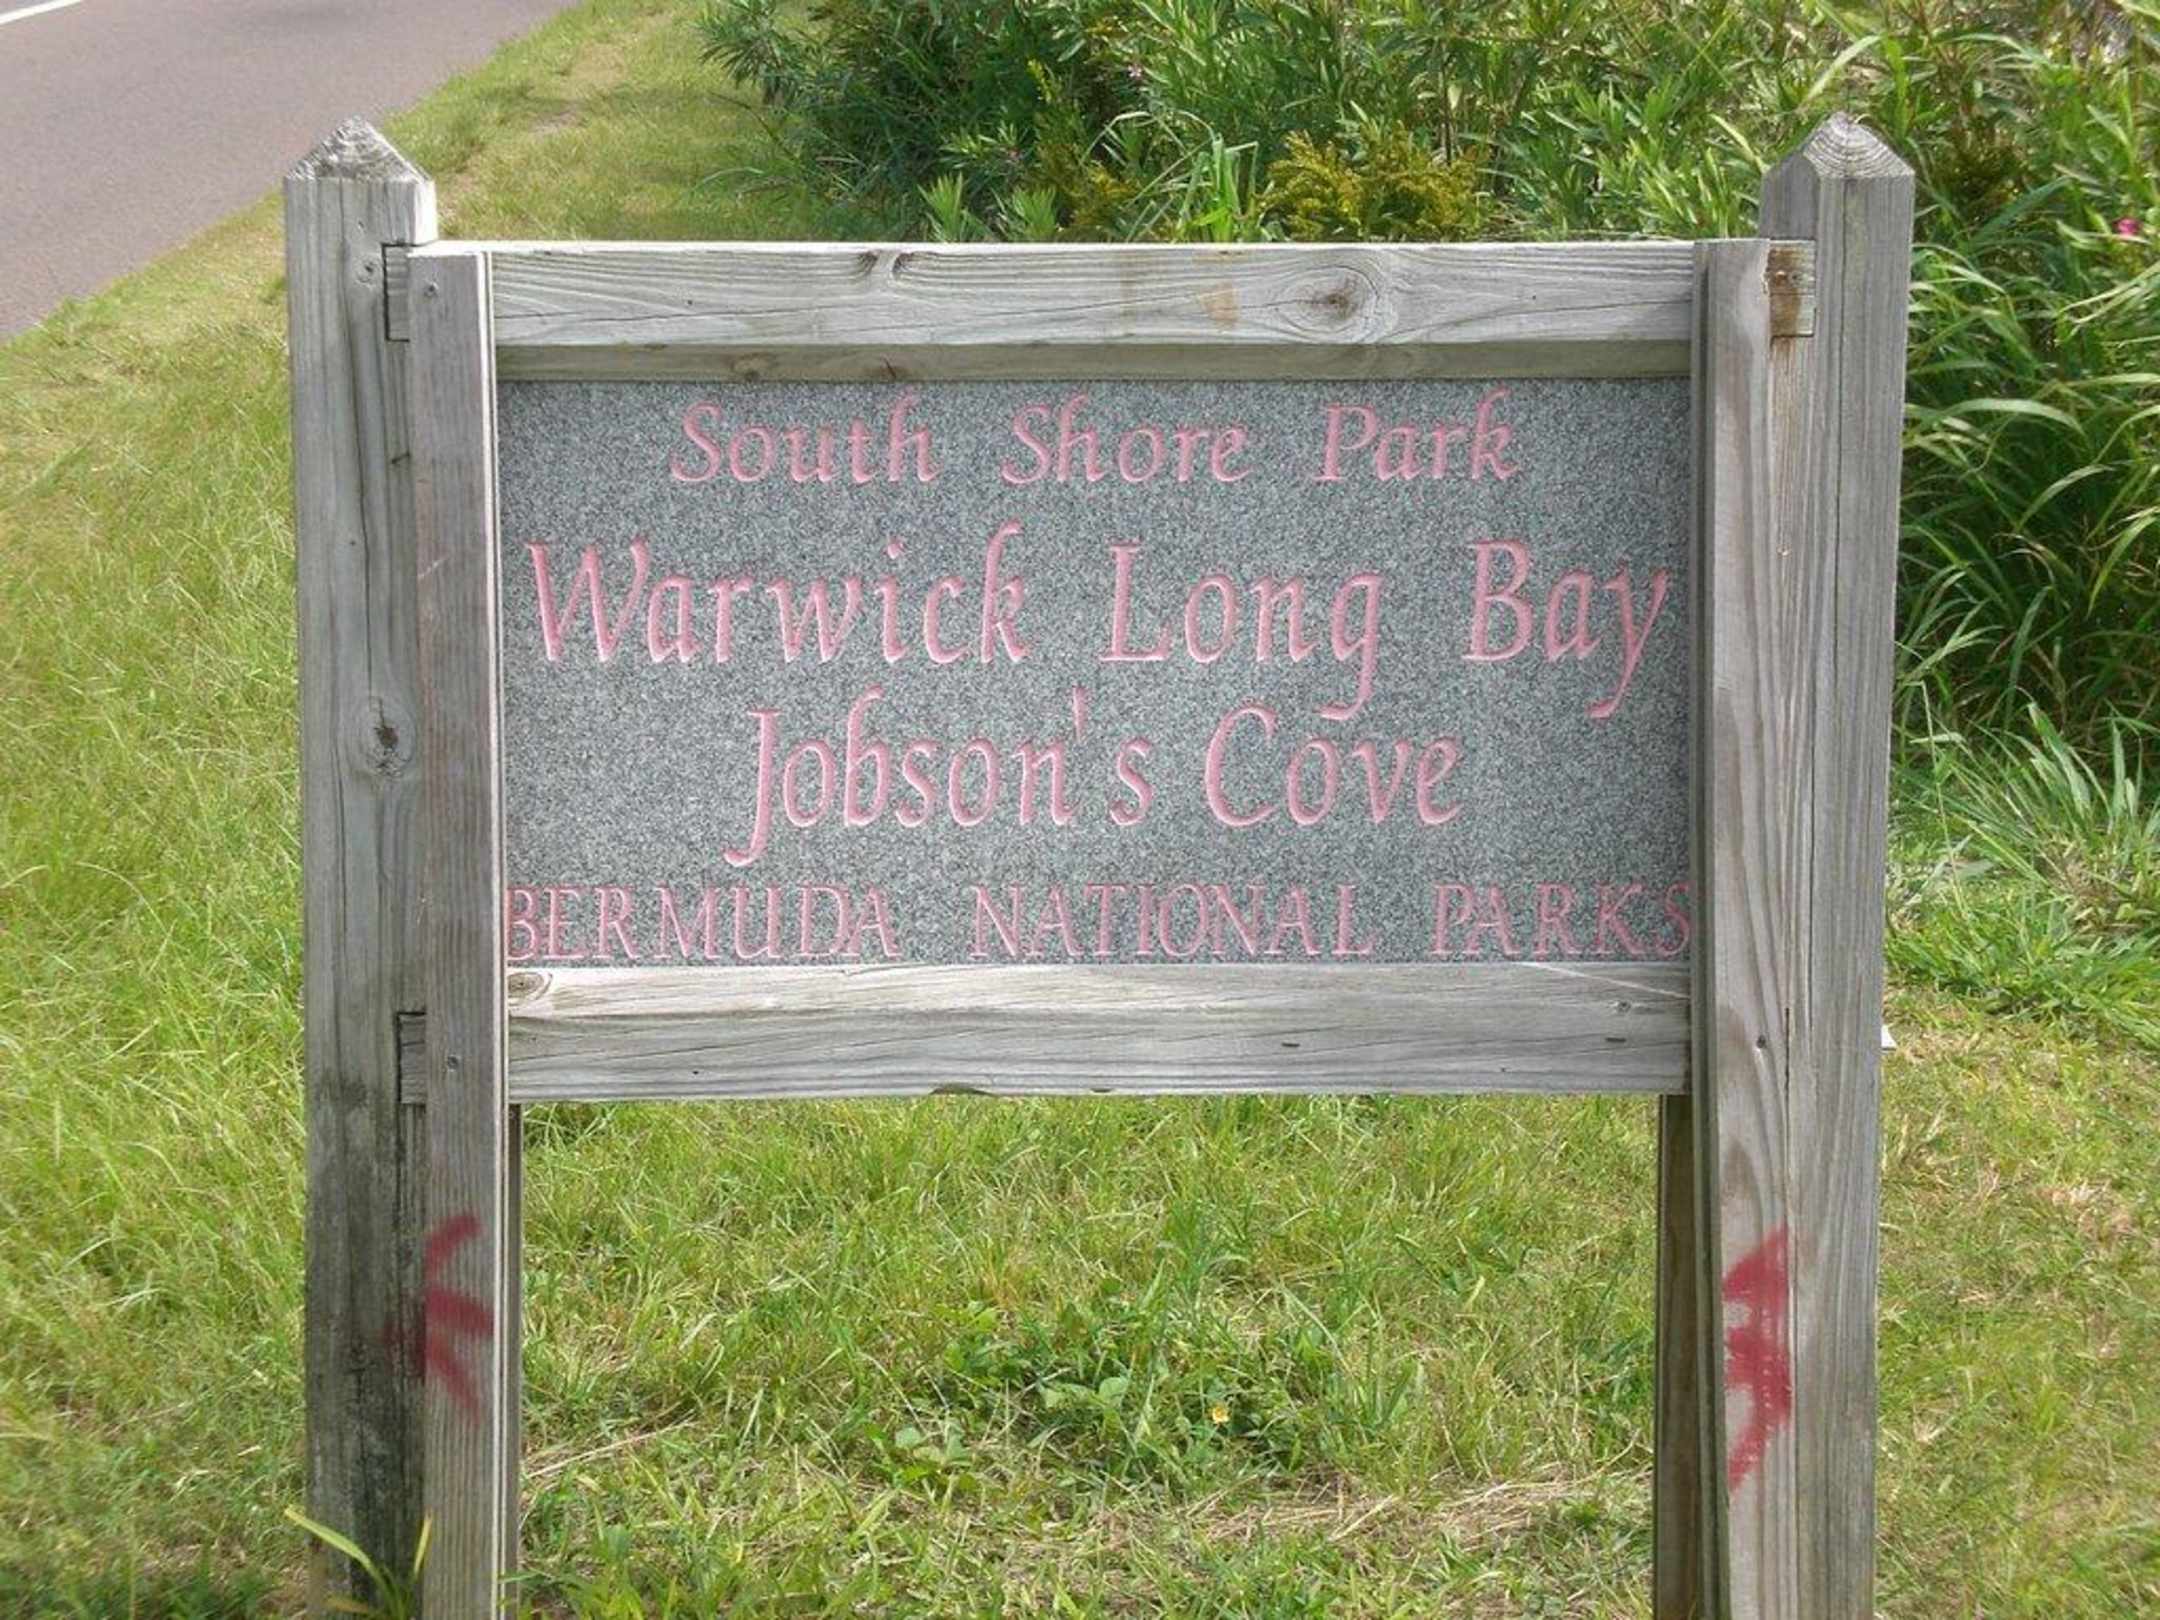 South Shore Park
Warwick Long Bay
Jobson's Cove
BERMUDA NATIONAL PARKS